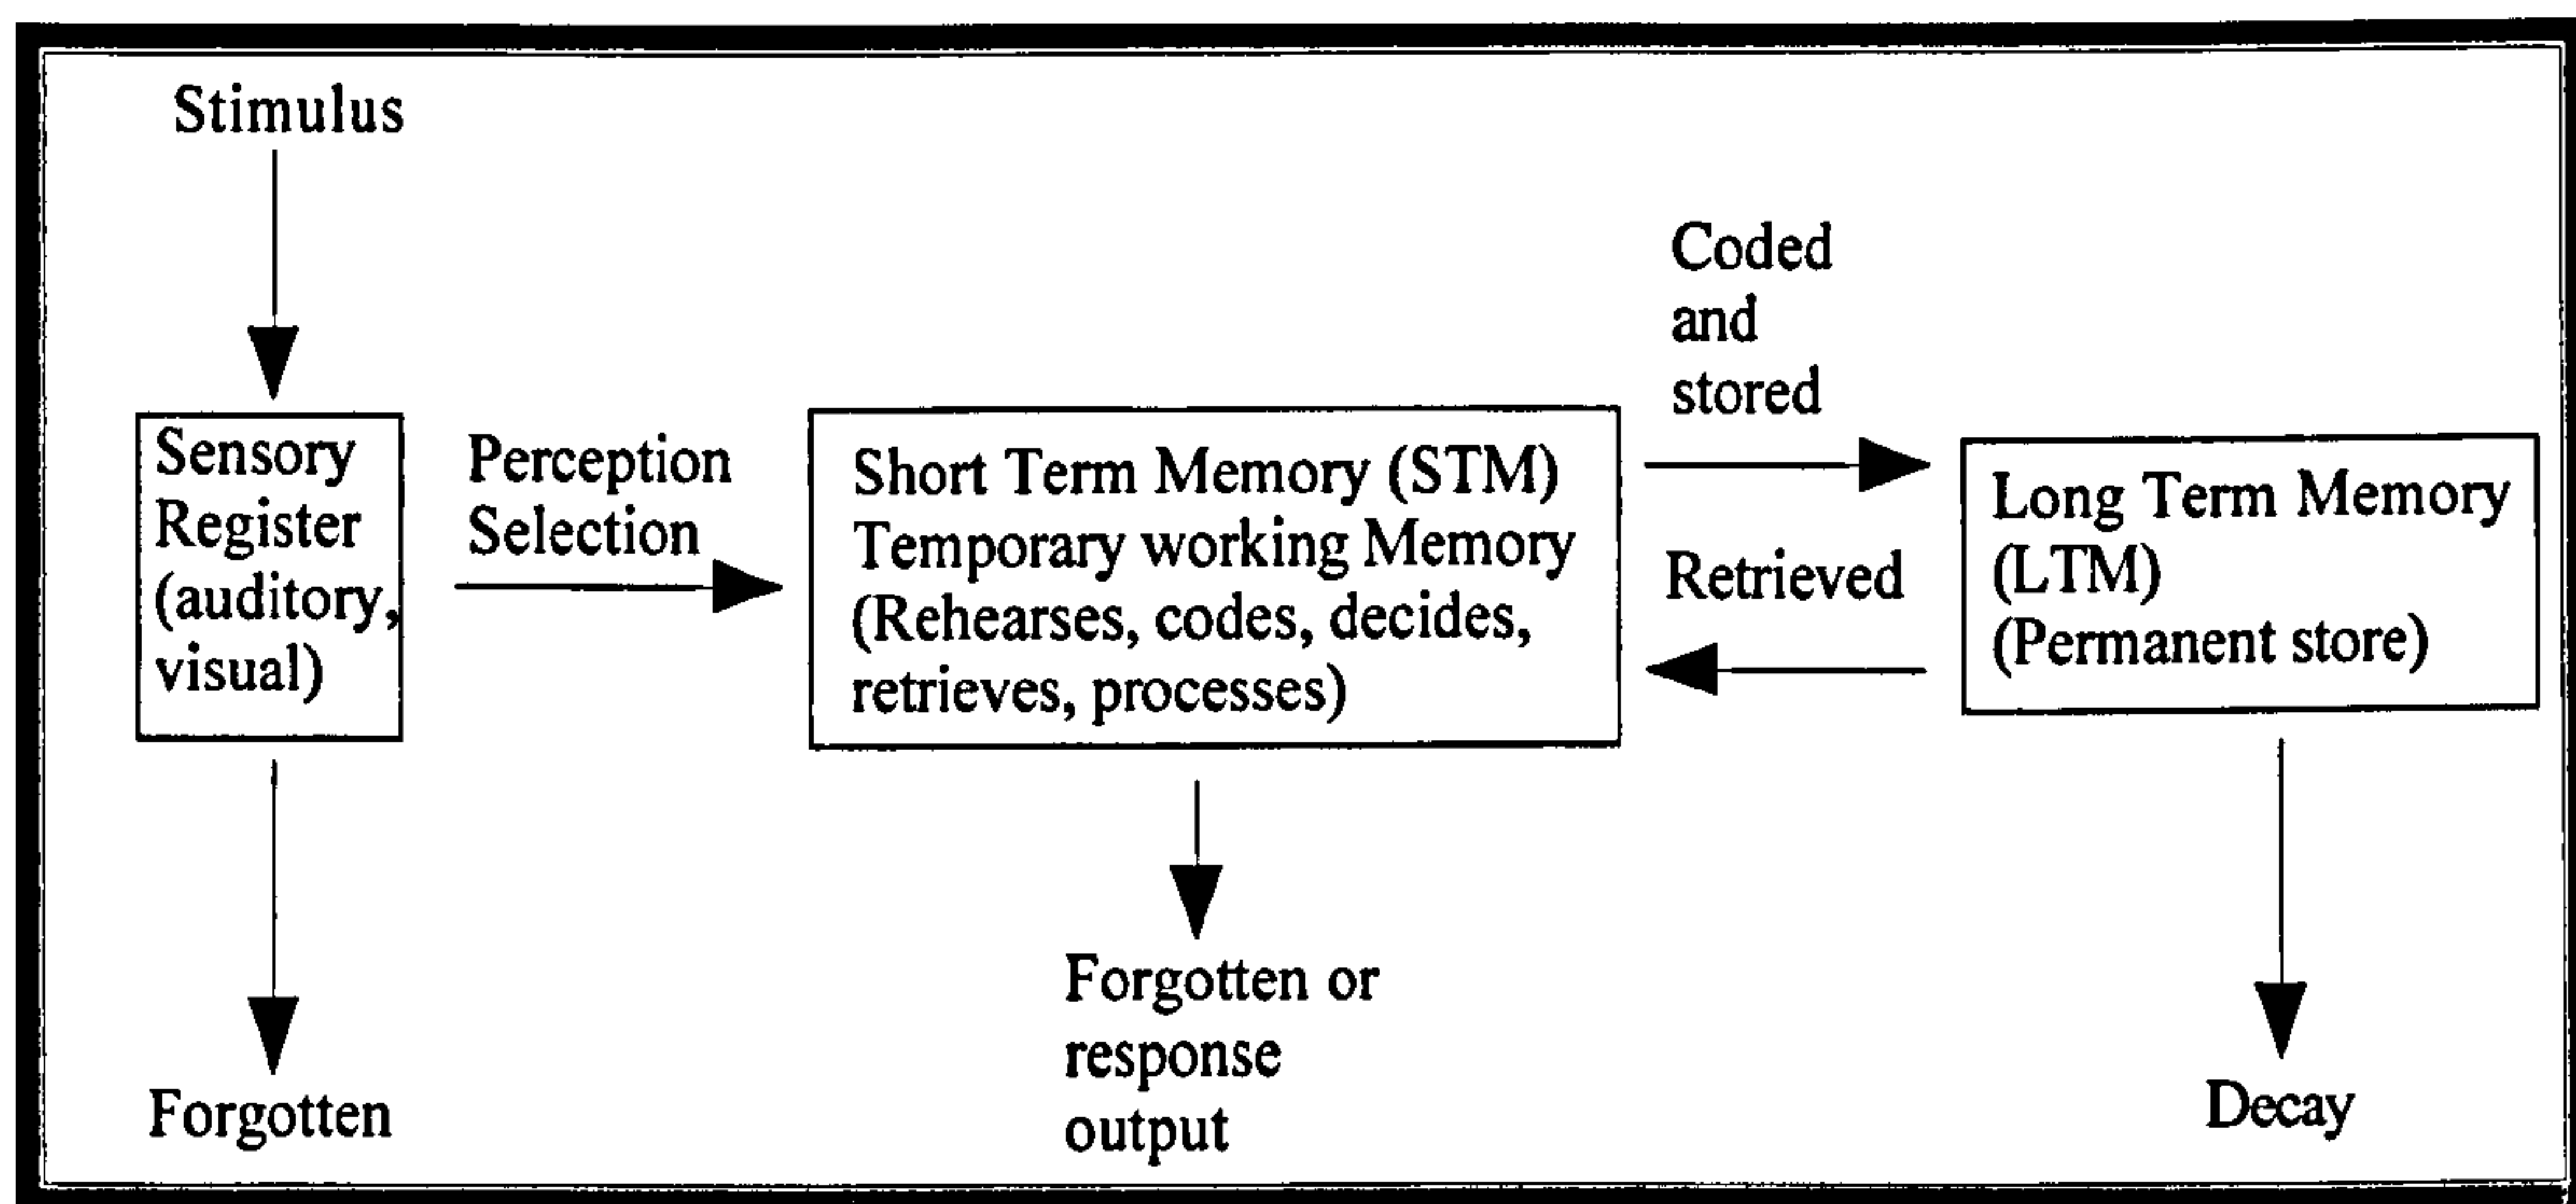 Stimulus
Sensory
Register
(auditory,
visual)
Forgotten
Perception
Selection
Short Term Memory (STM)
Temporary working Memory
(Rehearses, codes, decides,
retrieves, processes)
Forgotten or
response
output
Coded
and
stored
Retrieved
Long Term Memory
(LTM)
(Permanent store)
Decay